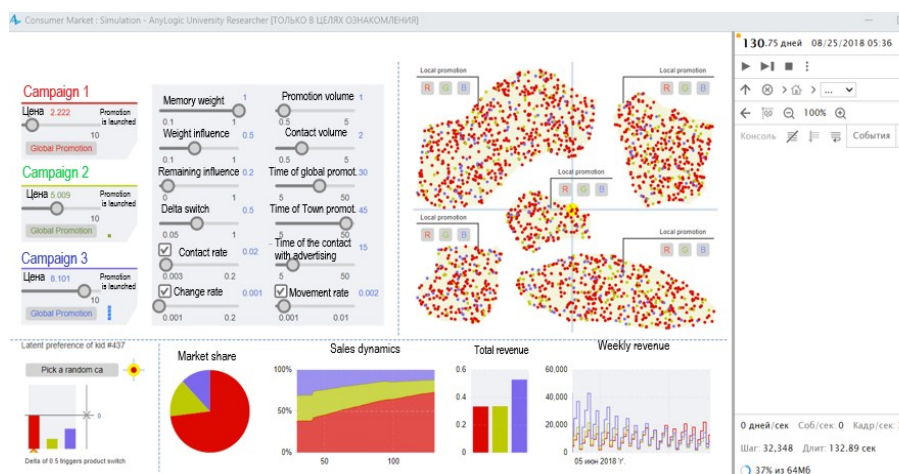 Consumer Market : Simulation - AnyLogic University Researcher [ТОЛЬКО В ЦЕЛЯХ ОЗНАКОМЛЕНИЯ]
130.75 дней 08/25/2018 05:36
100%
Консоль
События
Campaign 1
Цена 2.222
Promotion is launched
10
Global Promotion
Campaign 2
Цена 5.009
Promotion is launched
10
Global Promotion
Campaign 3
Цена 8.101
Promotion is launched
10
Global Promotion
Memory weight 1
0.1 1
Weight influence 0.5
0.1 1
Remaining influence 0.2
0 1
Delta switch 0.5
0.05 1
Contact rate 0.02
0.003 0.2
Change rate 0.001
0.001 0.2
Promotion volume 1
0.5 5
Contact volume 2
5
Time of global promot. 30
5 50
Time of Town promot. 45
5 50
Time of the contact
with advertising 15
5 50
Movement rate 0.002
0.001 0.01
Local promotion
R G B
Local promotion
R G B
Local promotion
R G B
Local promotion
R G B
Local promotion
R G B
Latent preference of kid #437
Pick a random ca
0
Delta of 0.5 triggers product switch
Market share
Sales dynamics
100%
50%
0%
50 100
Total revenue
0.6
0.4
0.2
0
Weekly revenue
60,000
40,000
20,000
0
05 июн 2018 'г'.
0 дней/сек Соб/сек: 0 Кадр/сек:
Шаг: 32,348 Длит: 132.89 сек
37% из 64Мб